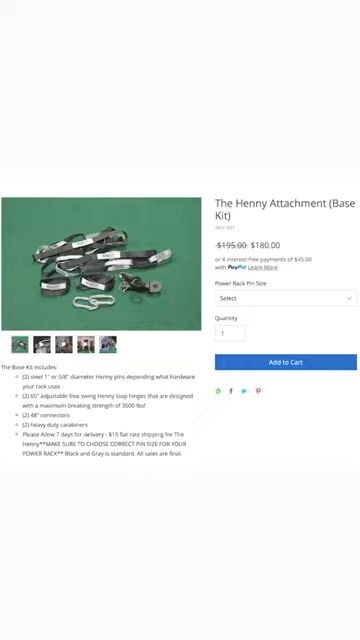 The Henny Attachment (Base
Kit)
$195.00 $180.00
or 4 interest-free payments of $45.00
with PayPal Learn More
Power Rack Pin Size
Select
Quantity
1
Add to Cart
The Base Kit includes:
(2) steel 1" or 5/8" diameter Henny pins depending what hardware
your rack uses
(2) 60" adjustable free swing Henny loop hinges that are designed
with a maximum breaking strength of 3500 lbs!
(2) 48" connectors
(2) heavy duty carabiners
Please Allow 7 days for delivery - $15 flat rate shipping for The
Henny**MAKE SURE TO CHOOSE CORRECT PIN SIZE FOR YOUR
POWER RACK** Black and Gray is standard. All sales are final.